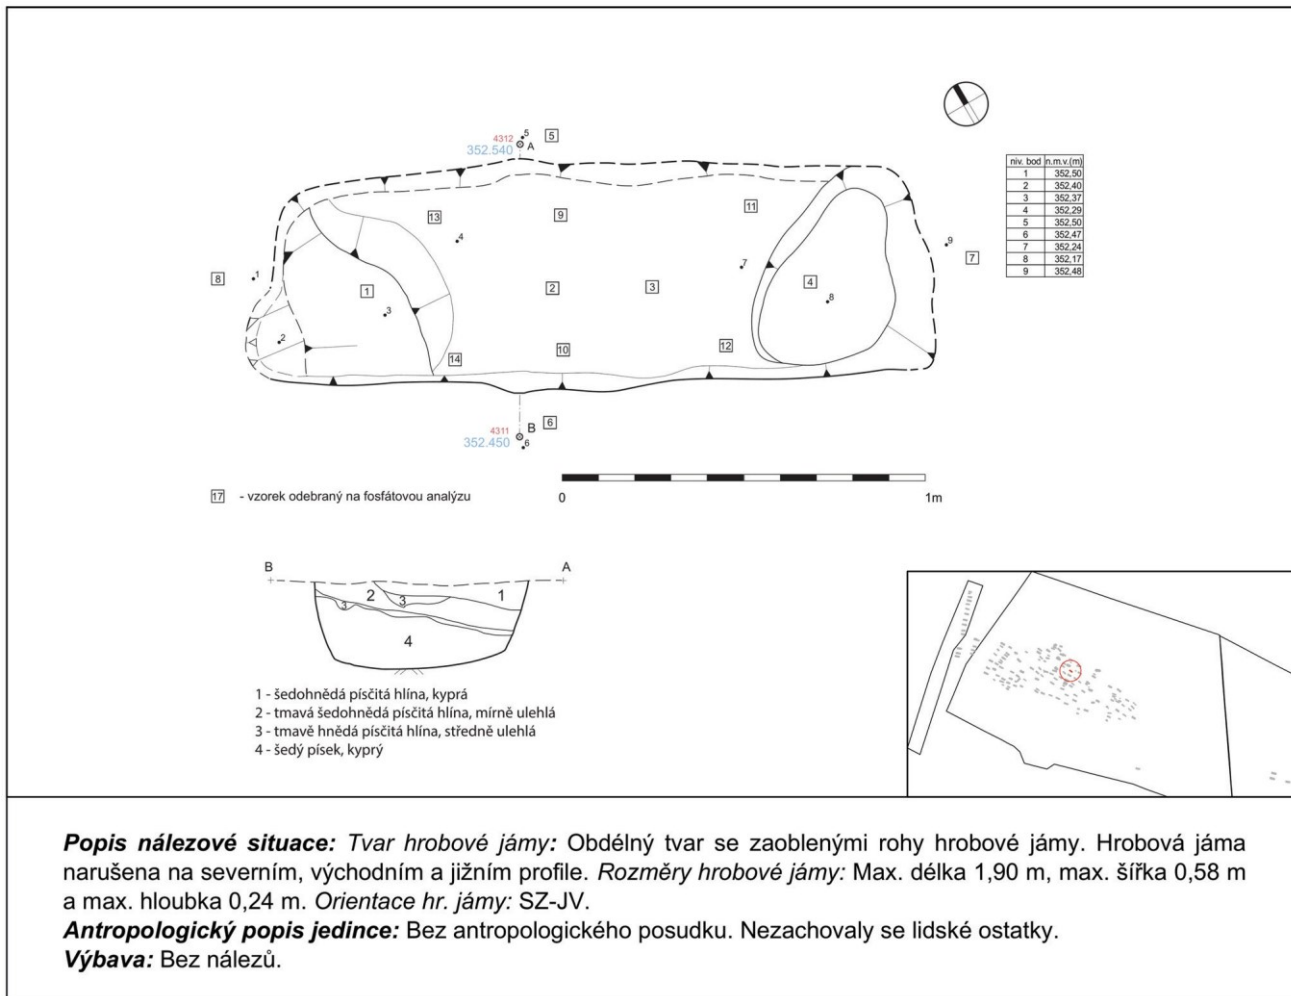 4312
5
5
352.540
A
niv. bod n.m.v.(m)
1 352,50
2 352,40
3 352,37
4 352,29
5 352,50
6 352,47
7 352,24
8 352,17
9 352,48
13
9
11
4
9
7
7
8
1
1
3
2
3
4
8
2
14
10
12
B
6
4311
352.450
6
17 - vzorek odebraný na fosfátovou analýzu
0
1m
B
A
2
3
1
3
4
1 - šedohnědá písčitá hlína, kyprá
2 - tmavá šedohnědá písčitá hlína, mírně ulehlá
3 - tmavě hnědá písčitá hlína, středně ulehlá
4 - šedý písek, kyprý
Popis nálezové situace: Tvar hrobové jámy: Obdélný tvar se zaoblenými rohy hrobové jámy. Hrobová jáma
narušena na severním, východním a jižním profile. Rozměry hrobové jámy: Max. délka 1,90 m, max. šířka 0,58 m
a max. hloubka 0,24 m. Orientace hr. jámy: SZ-JV.
Antropologický popis jedince: Bez antropologického posudku. Nezachovaly se lidské ostatky.
Výbava: Bez nálezů.